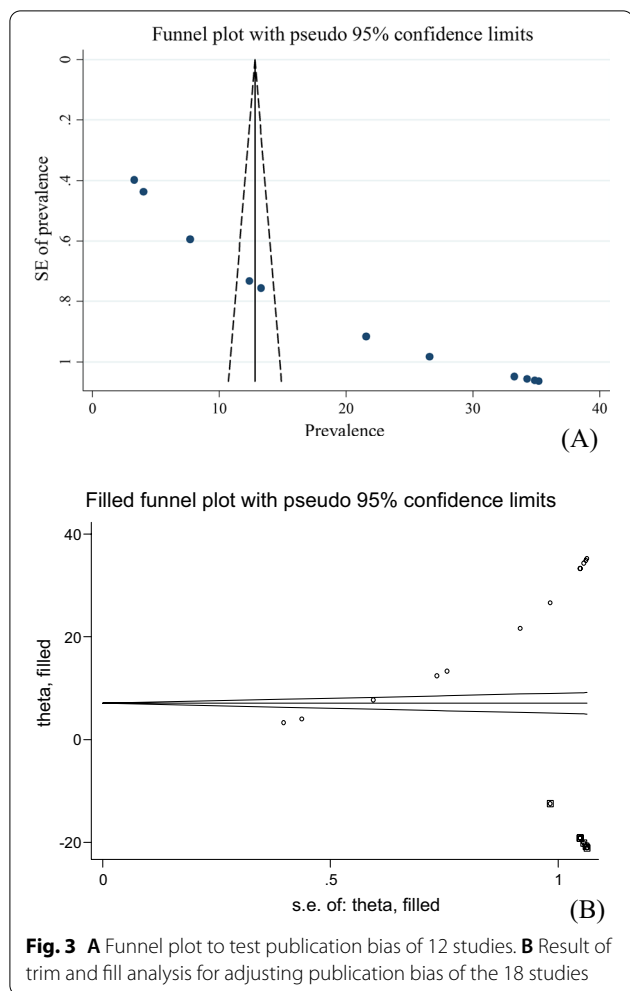 Funnel plot with pseudo 95% confidence limits
0
.2
.4
.6
.8
1
SE of prevalence
0 10 20 30 40
Prevalence
(A)
Filled funnel plot with pseudo 95% confidence limits
40
20
0
-20
theta, filled
0 .5 1
s.e. of: theta, filled
(B)
Fig. 3 A Funnel plot to test publication bias of 12 studies. B Result of
trim and fill analysis for adjusting publication bias of the 18 studies